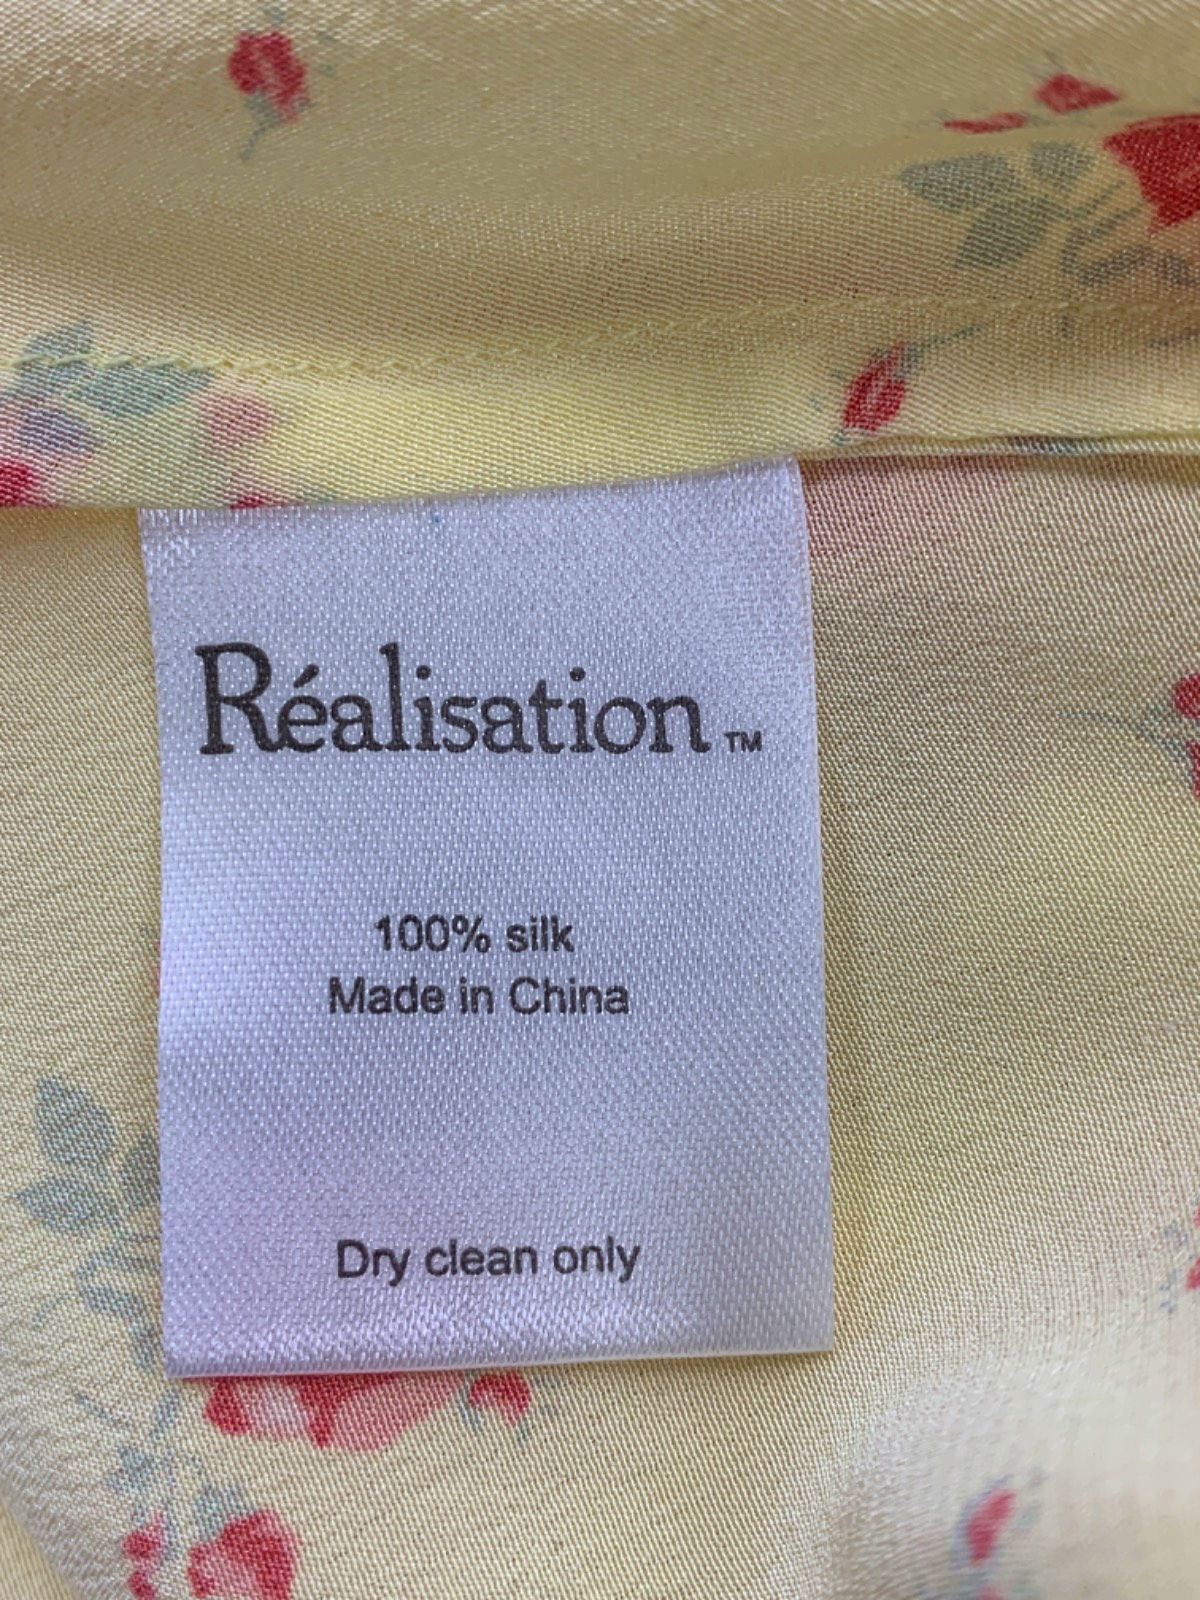 Réalisation™
100% silk
Made in China
Dry clean only